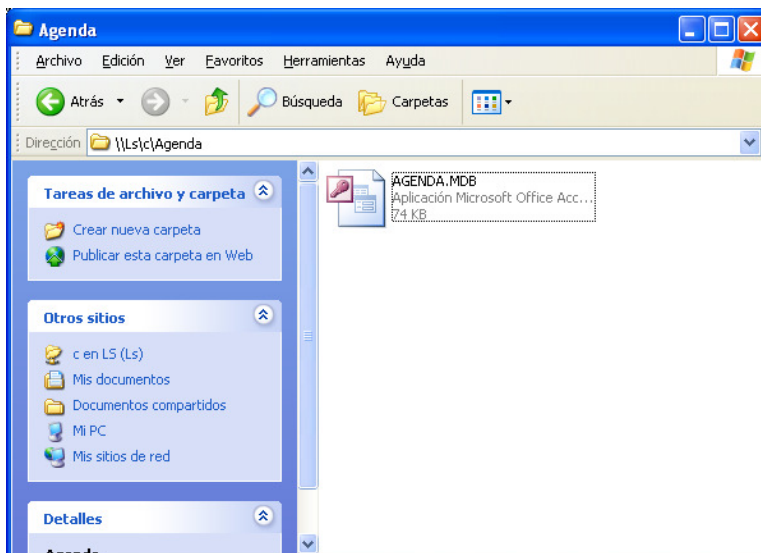 Agenda
Archivo Edición Ver Favoritos Herramientas Ayuda
Atrás Búsqueda Carpetas
Dirección \\Ls\c\Agenda
Tareas de archivo y carpeta
Crear nueva carpeta
Publicar esta carpeta en Web
Otros sitios
c en LS (Ls)
Mis documentos
Documentos compartidos
Mi PC
Mis sitios de red
Detalles
Agenda
AGENDA.MDB
Aplicación Microsoft Office Acc...
74 KB